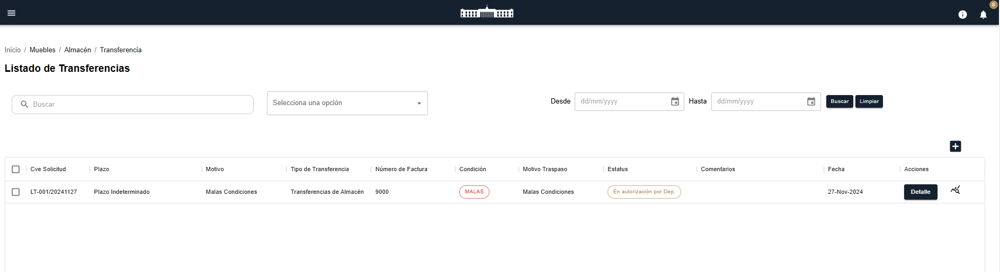 8
Inicio / Muebles / Almacén / Transferencia
Listado de Transferencias
Buscar
Selecciona una opción
Desde dd/mm/yyyy Hasta dd/mm/yyyy Buscar Limpiar
Cve Solicitud Plazo Motivo Tipo de Transferencia Número de Factura Condición Motivo Traspaso Estatus Comentarios Fecha Acciones
LT-001/20241127 Plazo Indeterminado Malas Condiciones Transferencias de Almacén 9000 MALAS Malas Condiciones En autorización por Dep. 27-Nov-2024 Detalle